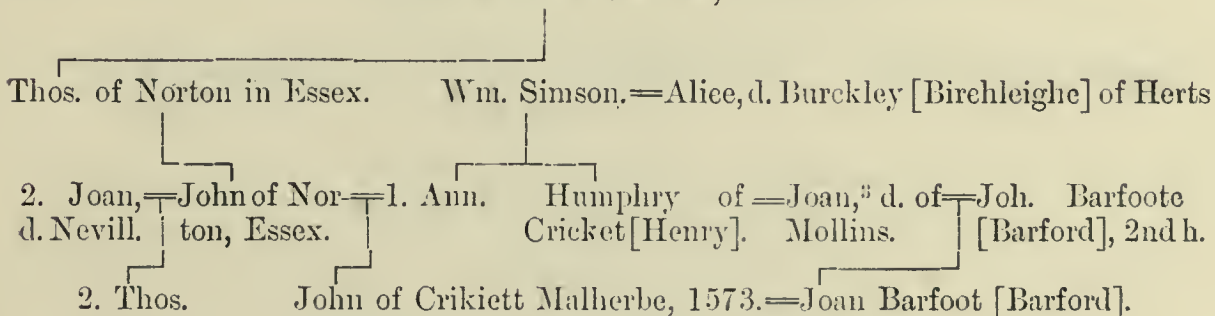 Thos. of Norton in Essex. Wm. Simson.=Alice, d. Burckley [Birehleighe] of Herts
2. Joan,=John of Nor-=1. Ann. Humphry of =Joan,³ d. of=Joh. Barfoote
d. Nevill. ton, Essex. Cricket [Henry]. Mollins. [Barford], 2nd h.
2. Thos. John of Crikiett Malherbe, 1573.=Joan Barfoot [Barford].